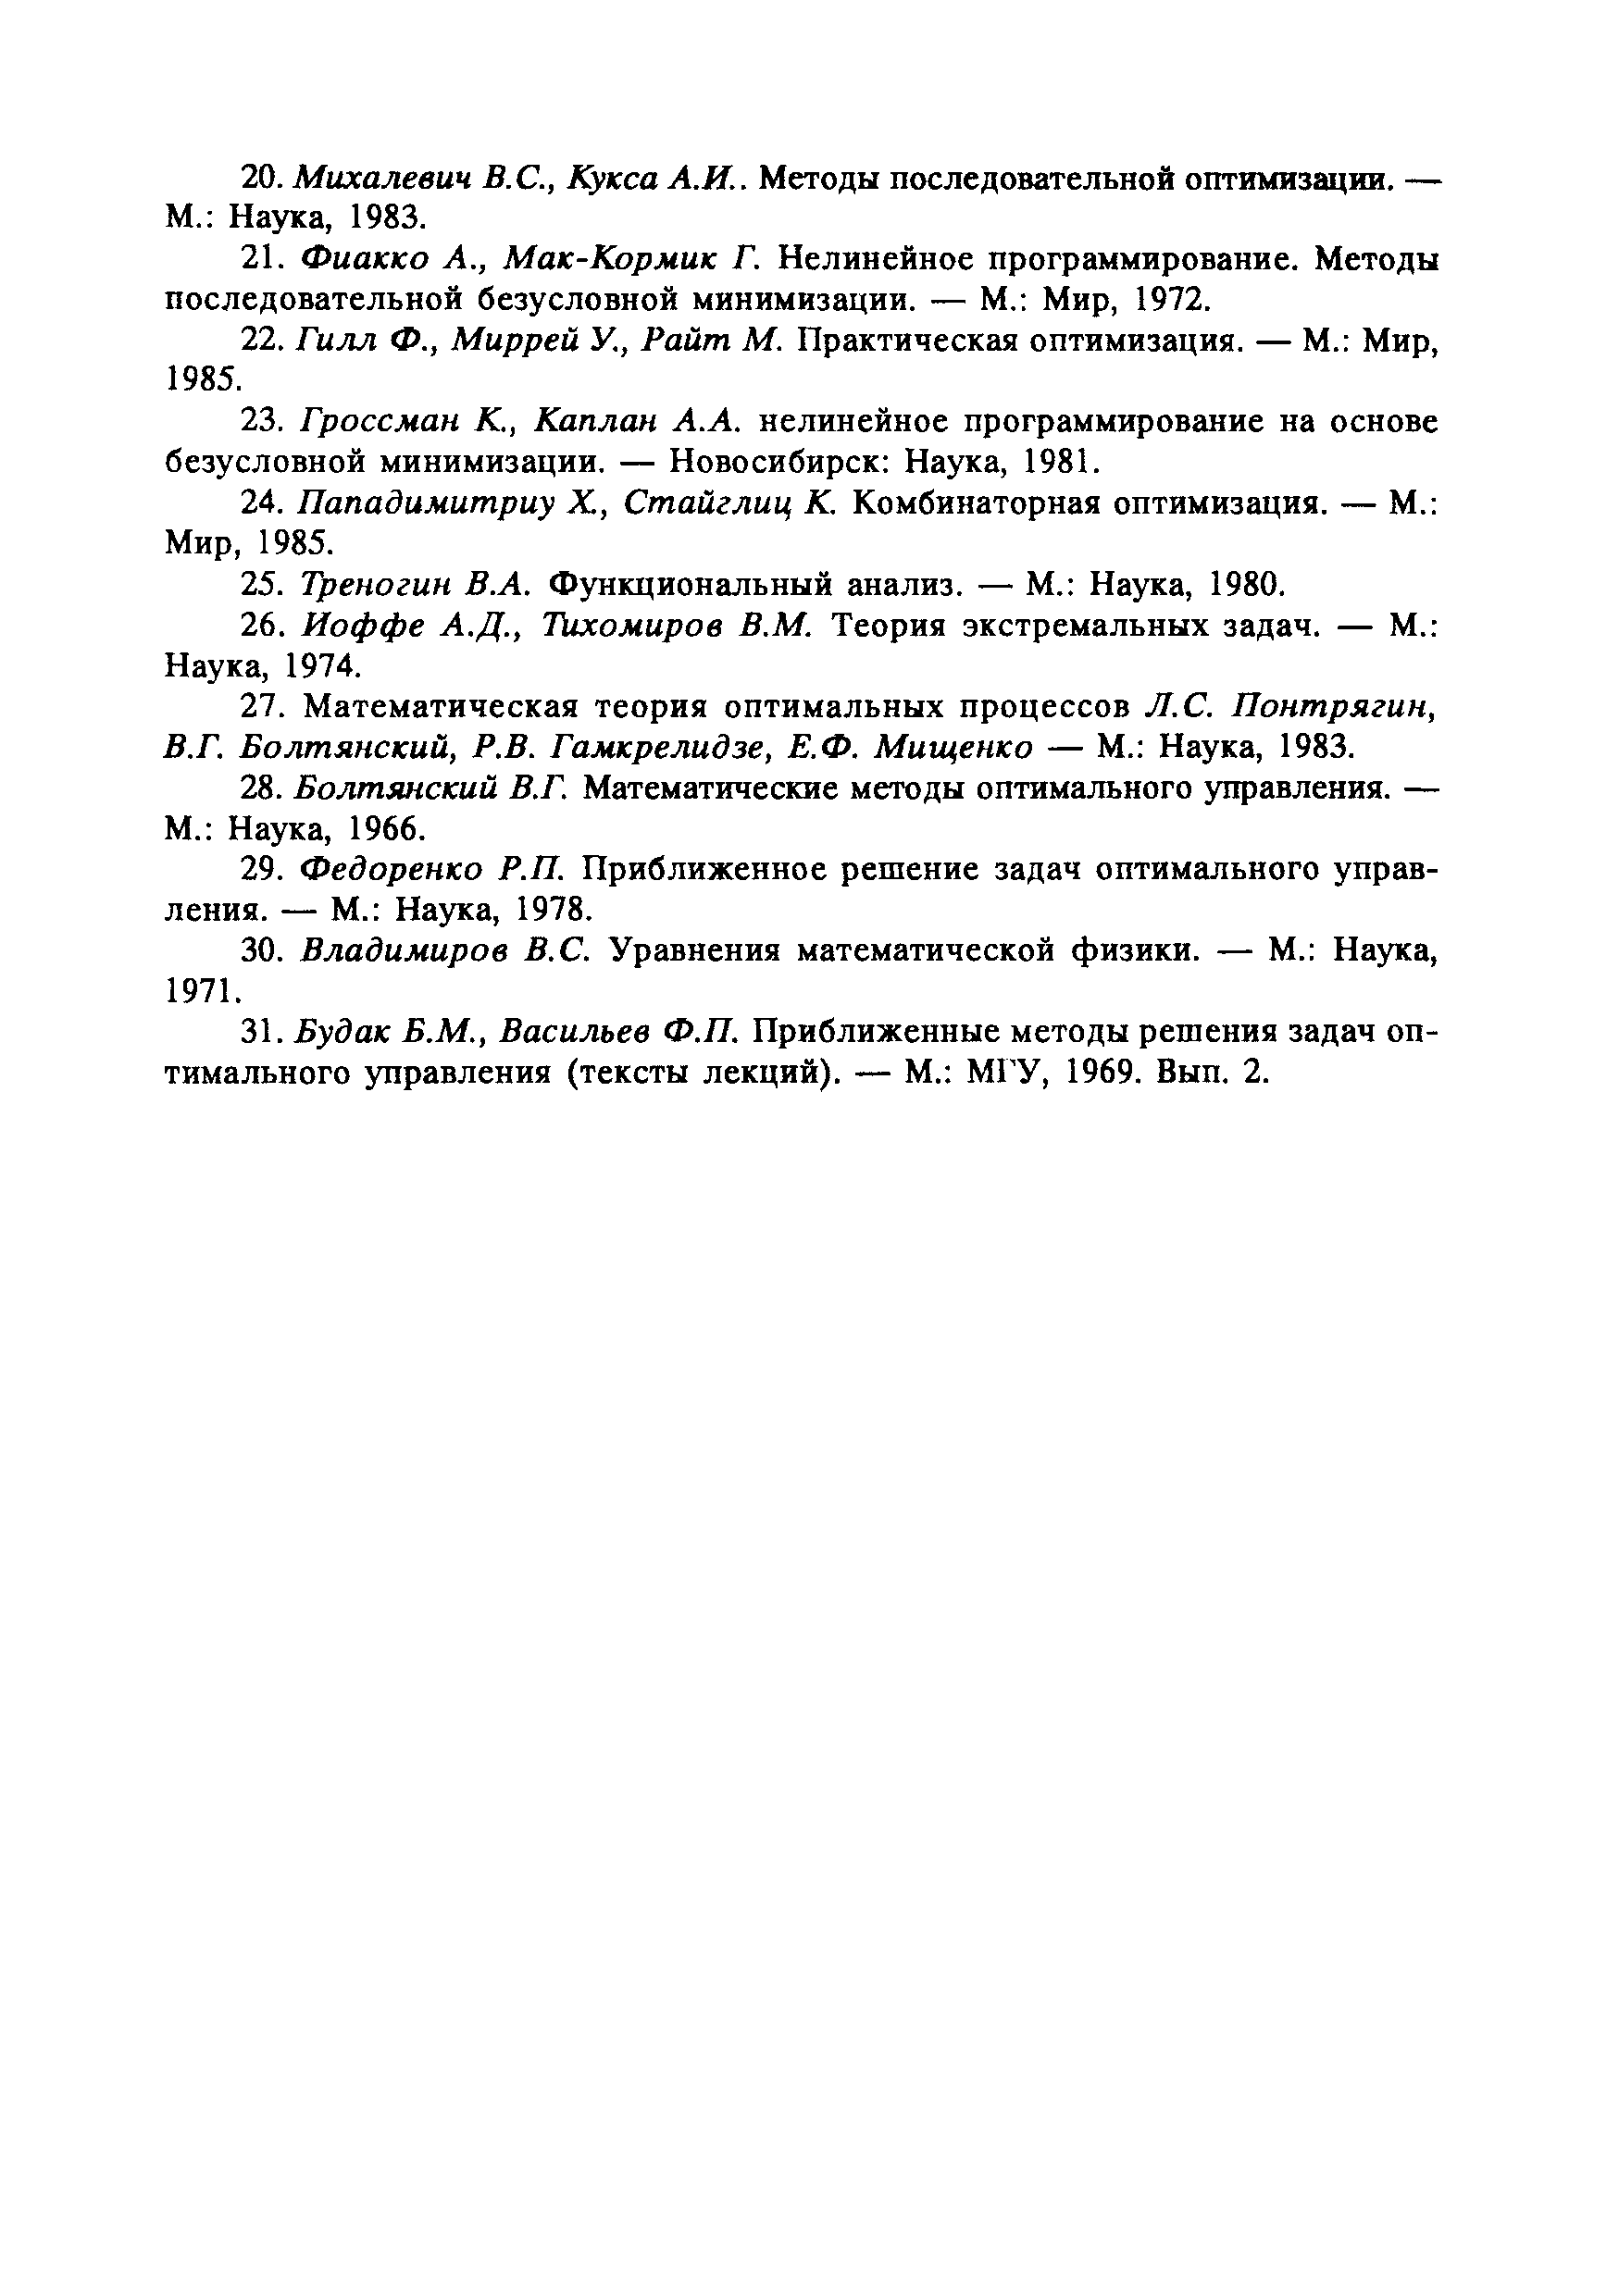 20. Михалевич В.С., Кукса А.И.. Методы последовательной оптимизации. —
М.: Наука, 1983.
21. Фиакко А., Мак-Кормик Г. Нелинейное программирование. Методы
последовательной безусловной минимизации. — М.: Мир, 1972.
22. Гилл Ф., Миррей У., Райт М. Практическая оптимизация. — М.: Мир,
1985.
23. Гроссман К., Каплан А.А. нелинейное программирование на основе
безусловной минимизации. — Новосибирск: Наука, 1981.
24. Пападимитриу Х., Стайглиц К. Комбинаторная оптимизация. — М.:
Мир, 1985.
25. Треногин В.А. Функциональный анализ. — М.: Наука, 1980.
26. Иоффе А.Д., Тихомиров В.М. Теория экстремальных задач. — М.:
Наука, 1974.
27. Математическая теория оптимальных процессов Л.С. Понтрягин,
В.Г. Болтянский, Р.В. Гамкрелидзе, Е.Ф. Мищенко — М.: Наука, 1983.
28. Болтянский В.Г. Математические методы оптимального управления. —
М.: Наука, 1966.
29. Федоренко Р.П. Приближенное решение задач оптимального управ-
ления. — М.: Наука, 1978.
30. Владимиров В.С. Уравнения математической физики. — М.: Наука,
1971.
31. Будак Б.М., Васильев Ф.П. Приближенные методы решения задач оп-
тимального управления (тексты лекций). — М.: МГУ, 1969. Вып. 2.